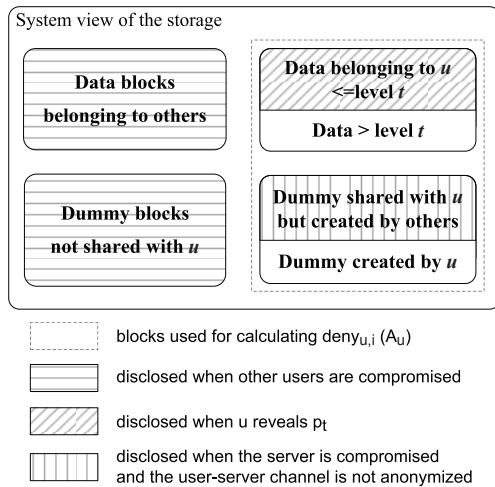 System view of the storage
Data blocks
belonging to others
Data belonging to u
<=level t
Data > level t
Dummy blocks
not shared with u
Dummy shared with u
but created by others
Dummy created by u
blocks used for calculating deny_{u,i} (A_u)
disclosed when other users are compromised
disclosed when u reveals p_t
disclosed when the server is compromised
and the user-server channel is not anonymized